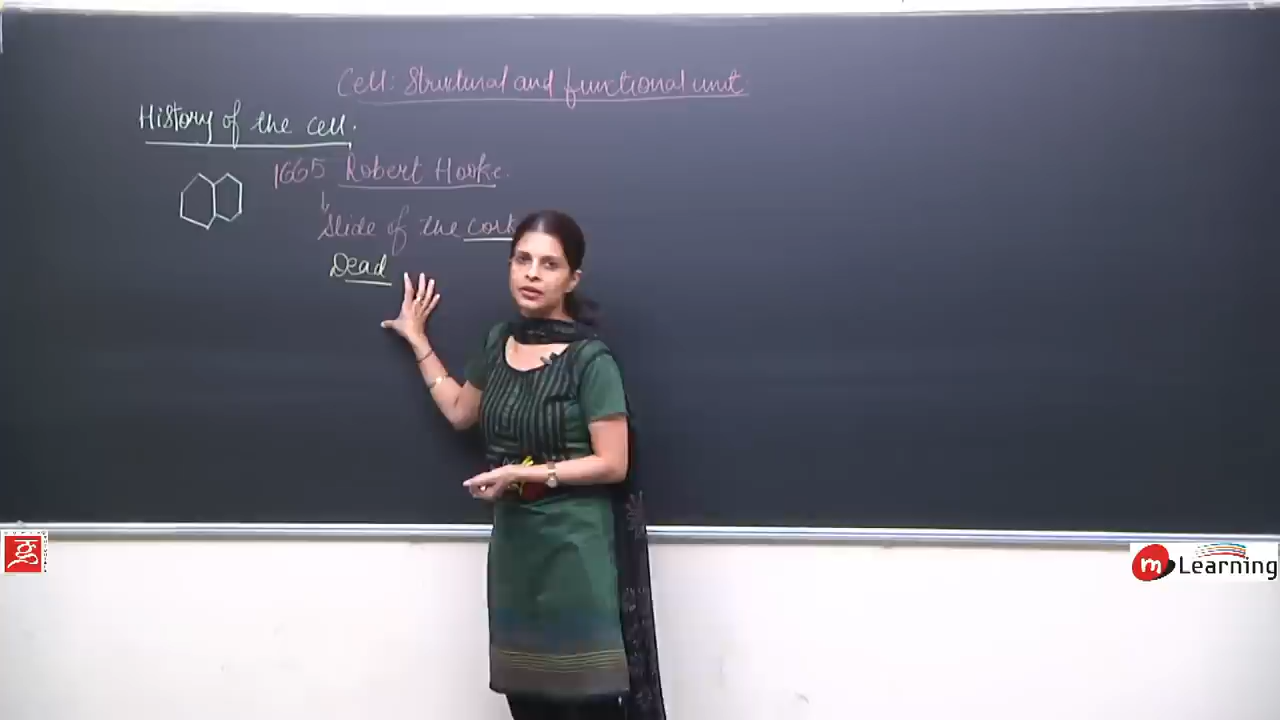 Cell: Structural and functional unit
History of the cell.
1665 Robert Hooke.
Slide of the cork
Dead
ग
m Learning